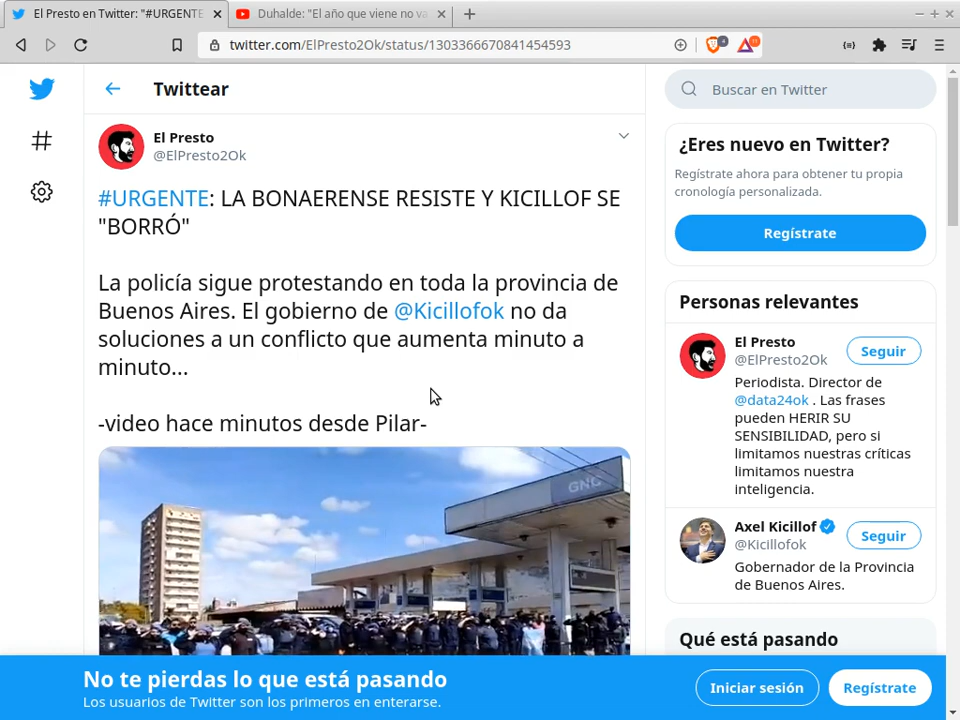 El Presto en Twitter: "#URGENTE
Duhalde: "El año que viene no va
twitter.com/ElPresto2Ok/status/1303366670841454593
Twittear
El Presto
@ElPresto2Ok
#URGENTE: LA BONAERENSE RESISTE Y KICILLOF SE
"BORRÓ"
La policía sigue protestando en toda la provincia de
Buenos Aires. El gobierno de @Kicillofok no da
soluciones a un conflicto que aumenta minuto a
minuto...
-video hace minutos desde Pilar-
GNC
Buscar en Twitter
¿Eres nuevo en Twitter?
Regístrate ahora para obtener tu propia
cronología personalizada.
Regístrate
Personas relevantes
El Presto
@ElPresto2Ok
Seguir
Periodista. Director de
@data24ok . Las frases
pueden HERIR SU
SENSIBILIDAD, pero si
limitamos nuestras críticas
limitamos nuestra
inteligencia.
Axel Kicillof
@Kicillofok
Seguir
Gobernador de la Provincia
de Buenos Aires.
Qué está pasando
No te pierdas lo que está pasando
Los usuarios de Twitter son los primeros en enterarse.
Iniciar sesión
Regístrate